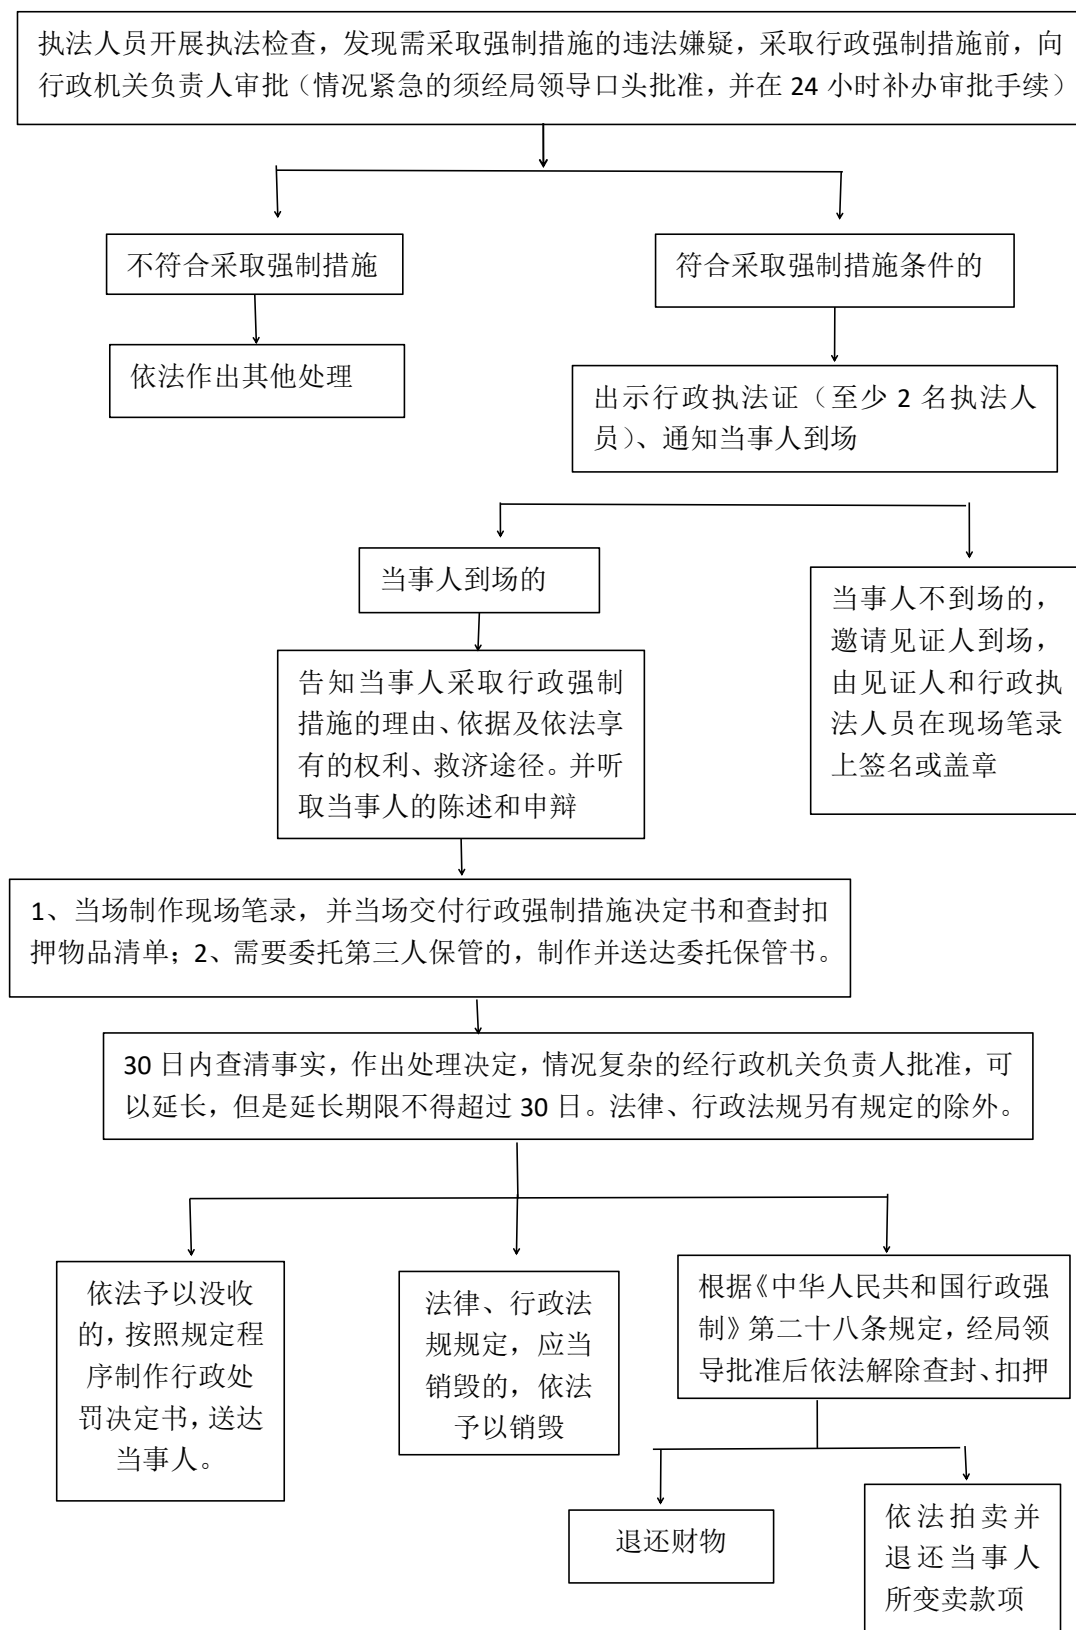 执法人员开展执法检查，发现需采取强制措施的违法嫌疑，采取行政强制措施前，向
行政机关负责人审批（情况紧急的须经局领导口头批准，并在 24 小时补办审批手续）
不符合采取强制措施
符合采取强制措施条件的
依法作出其他处理
出示行政执法证（至少 2 名执法人
员）、通知当事人到场
当事人到场的
当事人不到场的，
邀请见证人到场，
由见证人和行政执
法人员在现场笔录
上签名或盖章
告知当事人采取行政强制
措施的理由、依据及依法享
有的权利、救济途径。并听
取当事人的陈述和申辩
1、当场制作现场笔录，并当场交付行政强制措施决定书和查封扣
押物品清单；2、需要委托第三人保管的，制作并送达委托保管书。
30 日内查清事实，作出处理决定，情况复杂的经行政机关负责人批准，可
以延长，但是延长期限不得超过 30 日。法律、行政法规另有规定的除外。
依法予以没收
的，按照规定程
序制作行政处
罚决定书，送达
当事人。
法律、行政法
规规定，应当
销毁的，依法
予以销毁
根据《中华人民共和国行政强
制》第二十八条规定，经局领
导批准后依法解除查封、扣押
退还财物
依法拍卖并
退还当事人
所变卖款项